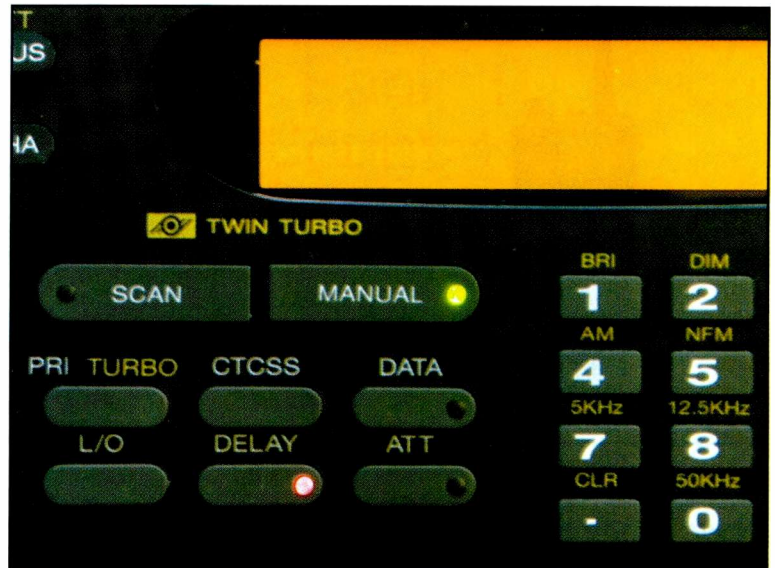 T
US
HA
TWIN TURBO
SCAN MANUAL
BRI DIM
1 2
AM NFM
4 5
PRI TURBO CTCSS DATA
5KHz 12.5KHz
7 8
L/O DELAY ATT
CLR 50KHz
. 0